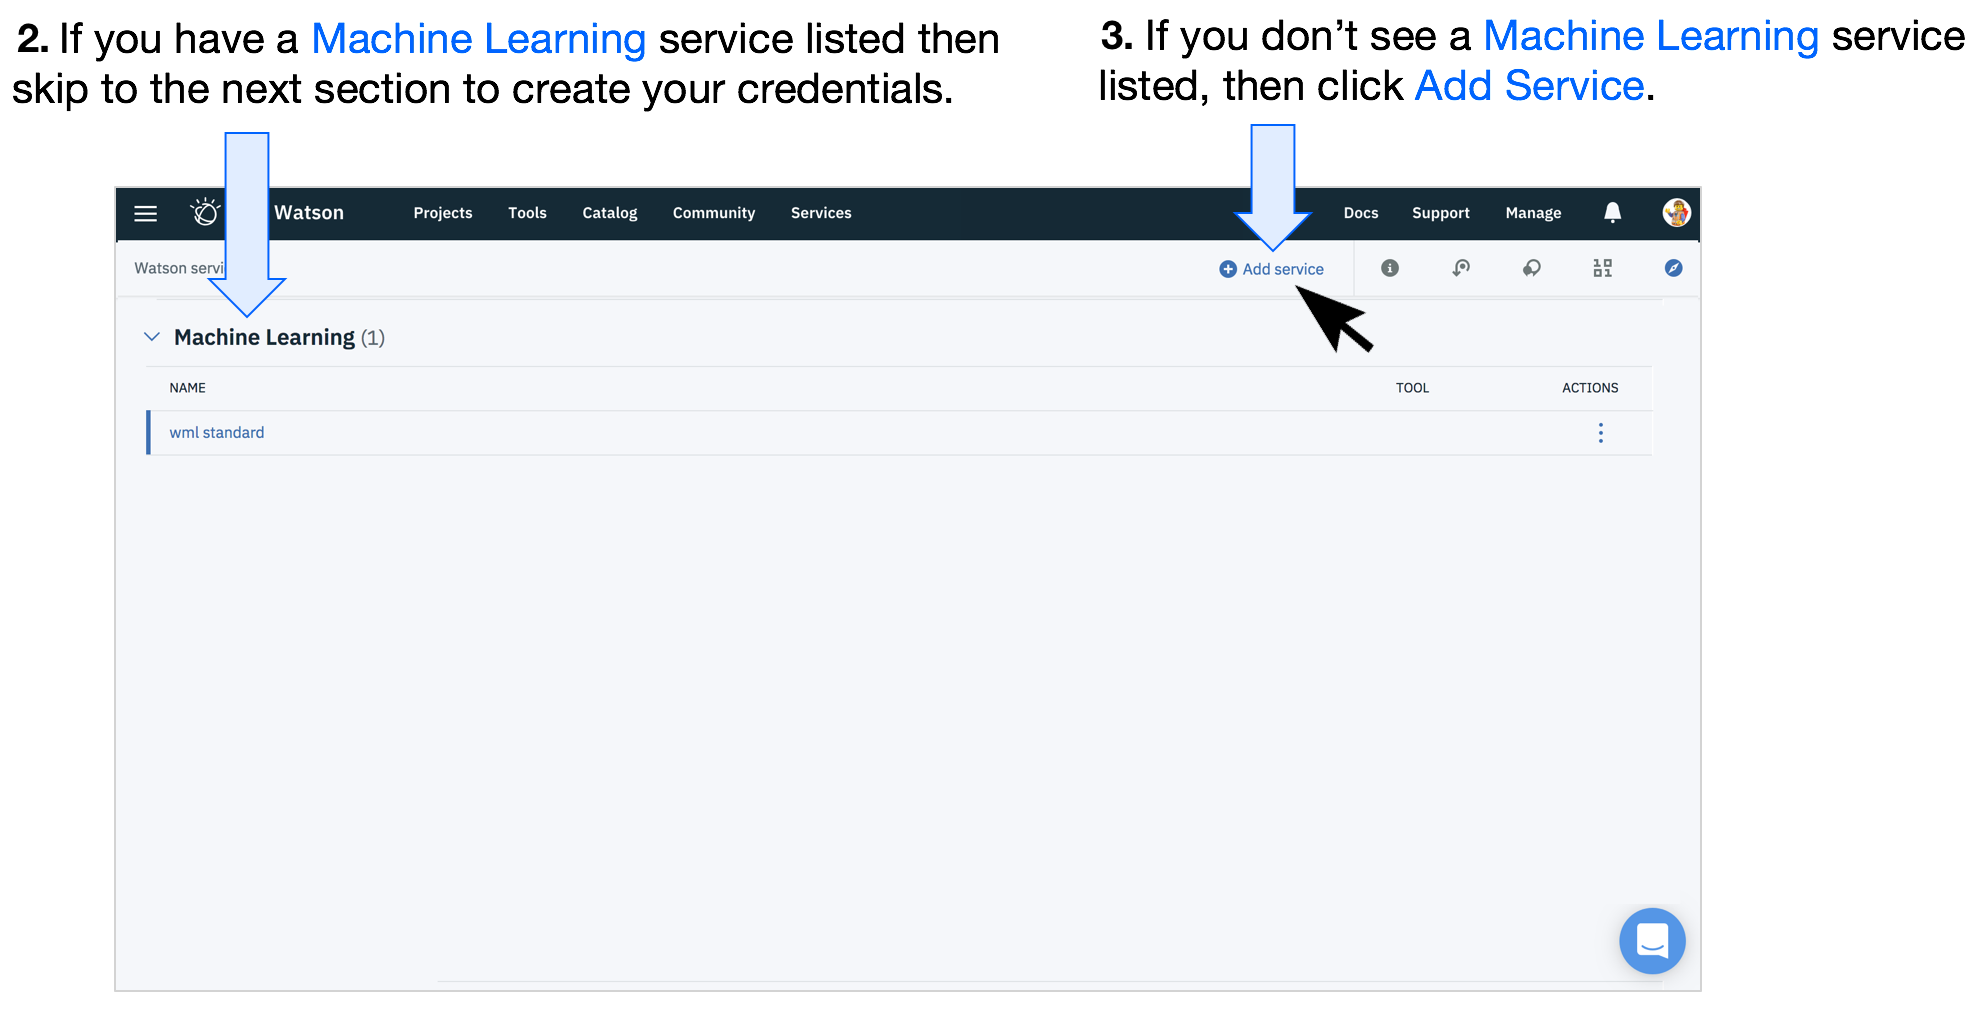 2. If you have a Machine Learning service listed then
skip to the next section to create your credentials.
3. If you don’t see a Machine Learning service
listed, then click Add Service.
Watson Projects Tools Catalog Community Services Docs Support Manage
Watson Add service
Machine Learning (1)
NAME TOOL ACTIONS
wml standard